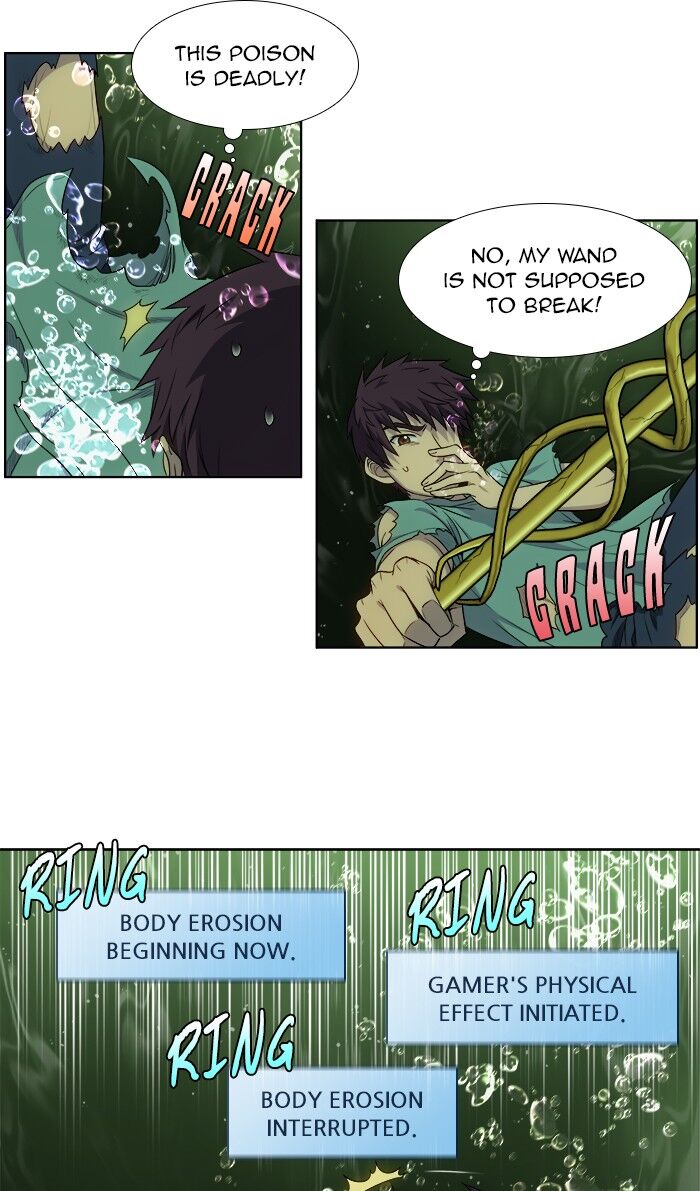 THIS POISON
IS DEADLY!
CRACK
NO, MY WAND
IS NOT SUPPOSED
TO BREAK!
CRACK
RING
BODY EROSION
BEGINNING NOW.
RING
GAMER'S PHYSICAL
EFFECT INITIATED.
RING
BODY EROSION
INTERRUPTED.